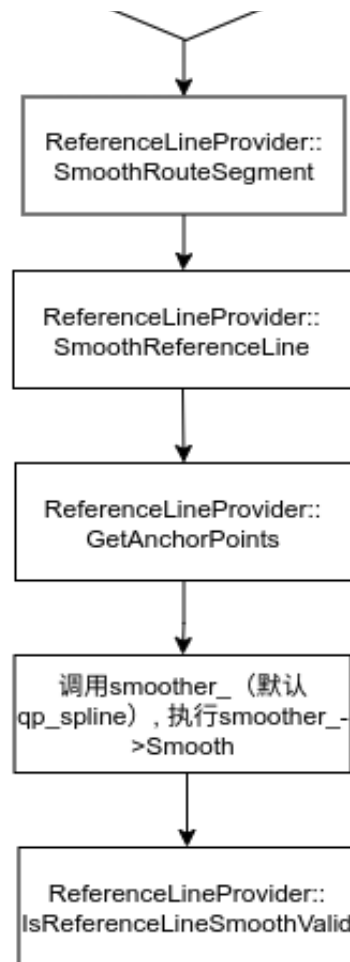 ReferenceLineProvider::
SmoothRouteSegment
ReferenceLineProvider::
SmoothReferenceLine
ReferenceLineProvider::
GetAnchorPoints
调用smoother_（默认
qp_spline）, 执行smoother_-
>Smooth
ReferenceLineProvider::
IsReferenceLineSmoothValid